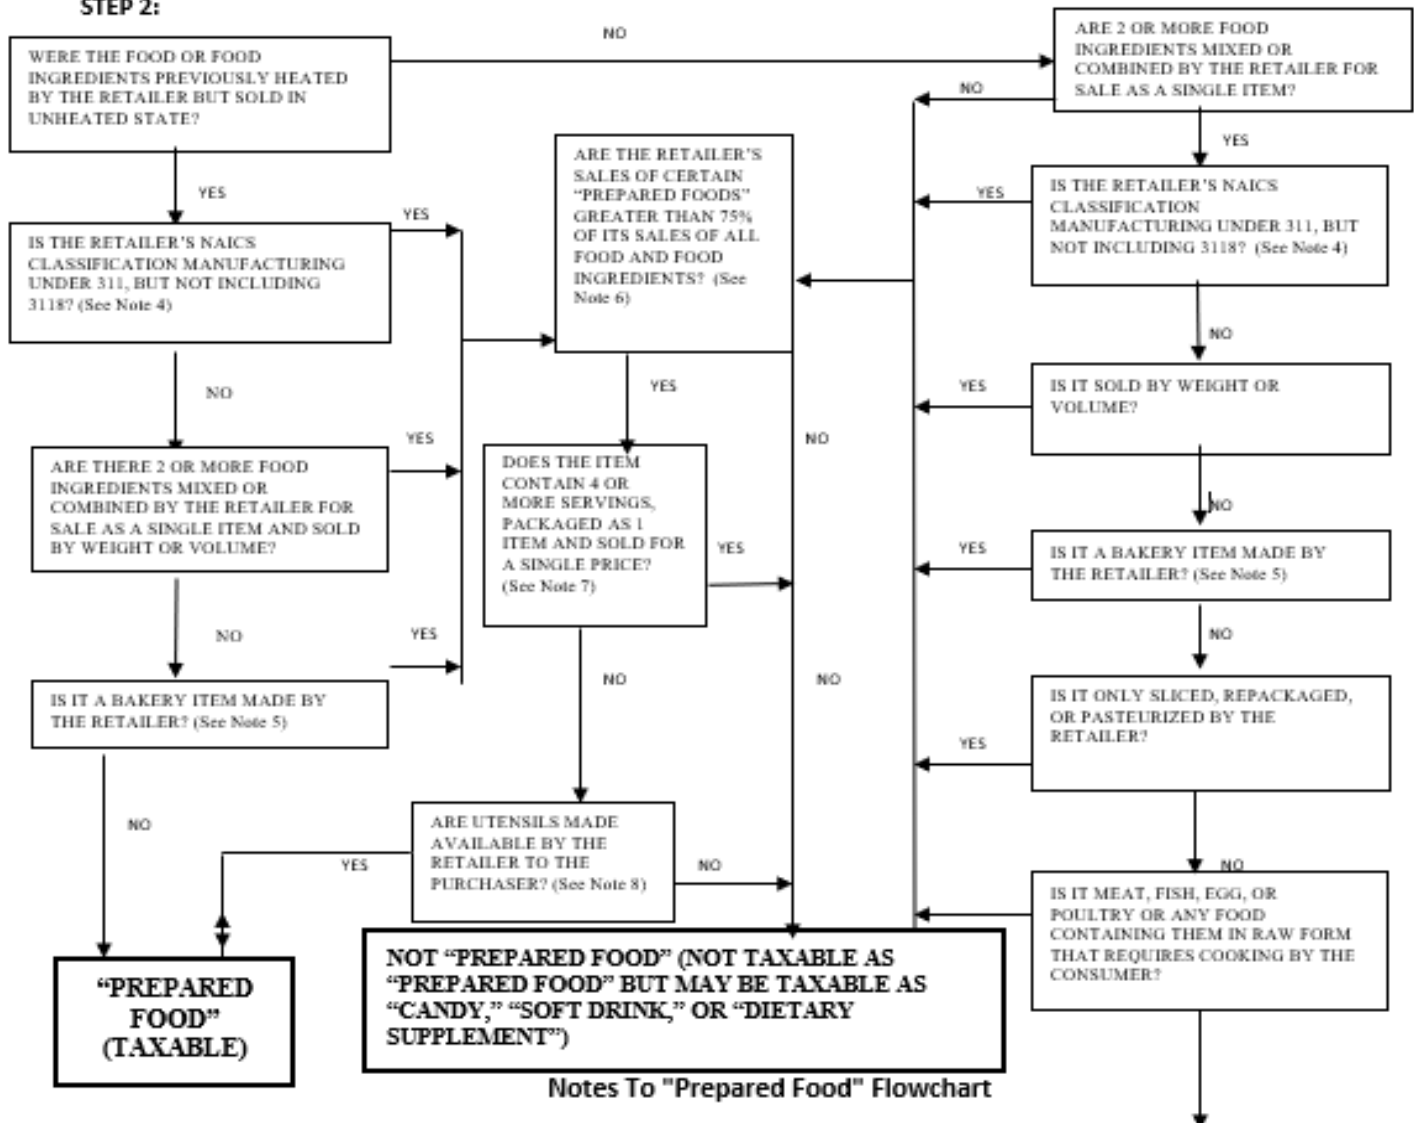 STEP 2:
WERE THE FOOD OR FOOD
INGREDIENTS PREVIOUSLY HEATED
BY THE RETAILER BUT SOLD IN
UNHEATED STATE?
NO
ARE 2 OR MORE FOOD
INGREDIENTS MIXED OR
COMBINED BY THE RETAILER FOR
SALE AS A SINGLE ITEM?
NO
YES
YES
IS THE RETAILER'S NAICS
CLASSIFICATION MANUFACTURING
UNDER 311, BUT NOT INCLUDING
3118? (See Note 4)
YES
ARE THE RETAILER'S
SALES OF CERTAIN
“PREPARED FOODS”
GREATER THAN 75%
OF ITS SALES OF ALL
FOOD AND FOOD
INGREDIENTS? (See
Note 6)
IS THE RETAILER'S NAICS
CLASSIFICATION
MANUFACTURING UNDER 311, BUT
NOT INCLUDING 3118? (See Note 4)
YES
NO
NO
YES
NO
IS IT SOLD BY WEIGHT OR
VOLUME?
YES
NO
ARE THERE 2 OR MORE FOOD
INGREDIENTS MIXED OR
COMBINED BY THE RETAILER FOR
SALE AS A SINGLE ITEM AND SOLD
BY WEIGHT OR VOLUME?
YES
NO
DOES THE ITEM
CONTAIN 4 OR
MORE SERVINGS,
PACKAGED AS 1
ITEM AND SOLD FOR
A SINGLE PRICE?
(See Note 7)
YES
NO
NO
IS IT A BAKERY ITEM MADE BY
THE RETAILER? (See Note 5)
YES
NO
IS IT A BAKERY ITEM MADE BY
THE RETAILER? (See Note 5)
YES
NO
IS IT ONLY SLICED, REPACKAGED,
OR PASTEURIZED BY THE
RETAILER?
YES
NO
ARE UTENSILS MADE
AVAILABLE BY THE
RETAILER TO THE
PURCHASER? (See Note 8)
YES
NO
IS IT MEAT, FISH, EGG, OR
POULTRY OR ANY FOOD
CONTAINING THEM IN RAW FORM
THAT REQUIRES COOKING BY THE
CONSUMER?
“PREPARED
FOOD”
(TAXABLE)
NOT “PREPARED FOOD” (NOT TAXABLE AS
“PREPARED FOOD” BUT MAY BE TAXABLE AS
“CANDY,” “SOFT DRINK,” OR “DIETARY
SUPPLEMENT”)
Notes To "Prepared Food" Flowchart